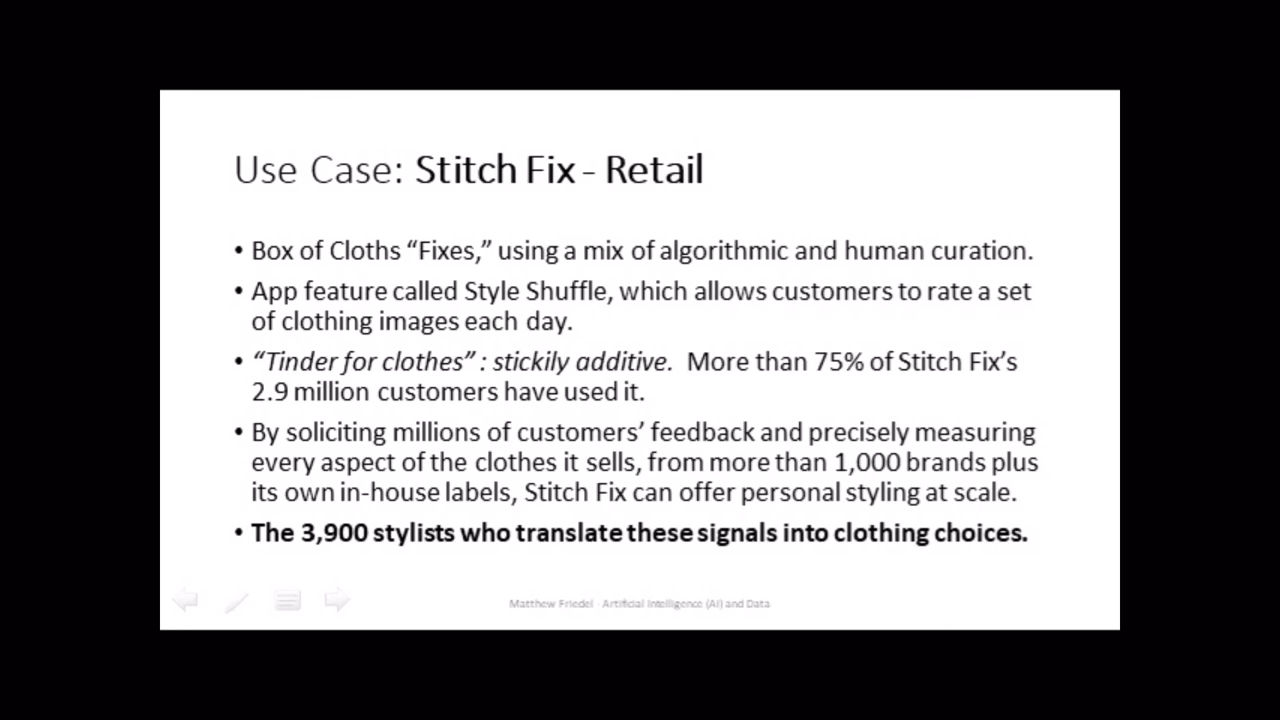 Use Case: Stitch Fix - Retail
• Box of Cloths “Fixes,” using a mix of algorithmic and human curation.
• App feature called Style Shuffle, which allows customers to rate a set
of clothing images each day.
• “Tinder for clothes” : stickily additive. More than 75% of Stitch Fix’s
2.9 million customers have used it.
• By soliciting millions of customers’ feedback and precisely measuring
every aspect of the clothes it sells, from more than 1,000 brands plus
its own in-house labels, Stitch Fix can offer personal styling at scale.
• The 3,900 stylists who translate these signals into clothing choices.
Matthew Friedel - Artificial Intelligence (AI) and Data